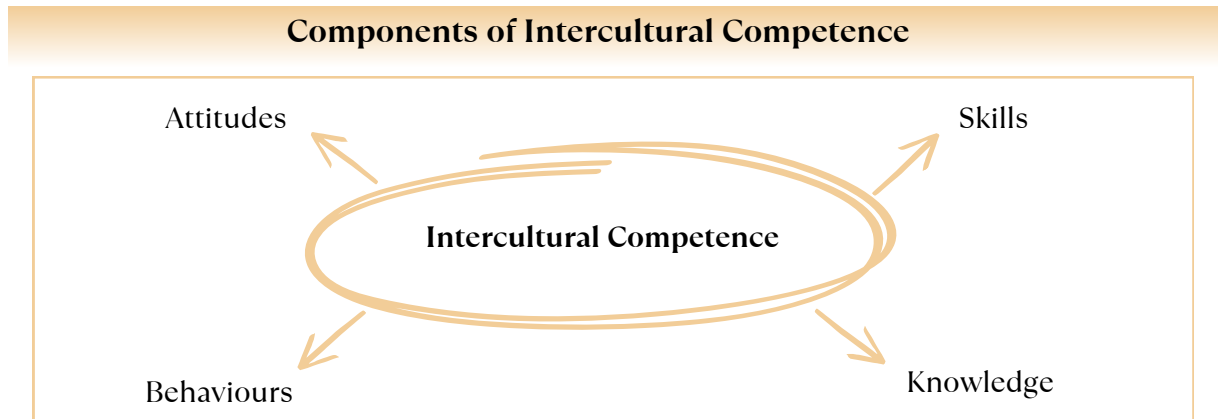 Components of Intercultural Competence
Attitudes
Skills
Intercultural Competence
Behaviours
Knowledge